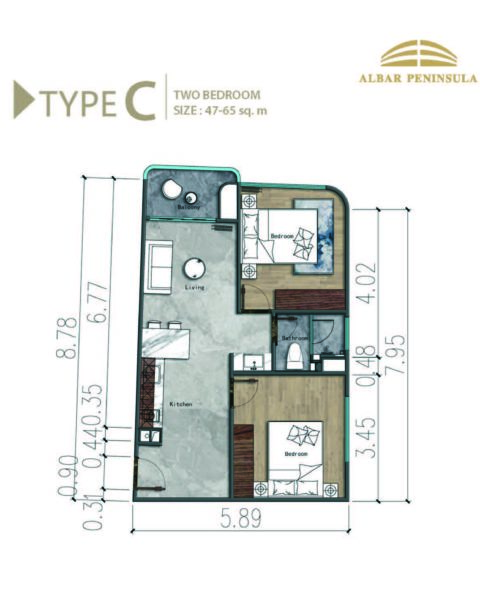 ALBAR PENINSULA
TYPE C
TWO BEDROOM
SIZE : 47-65 sq. m
Balcony
Bedroom
Living
Bathroom
Kitchen
Bedroom
8.78
6.77
0.35
0.44
0.90
0.31
4.02
7.95
0.48
3.45
5.89